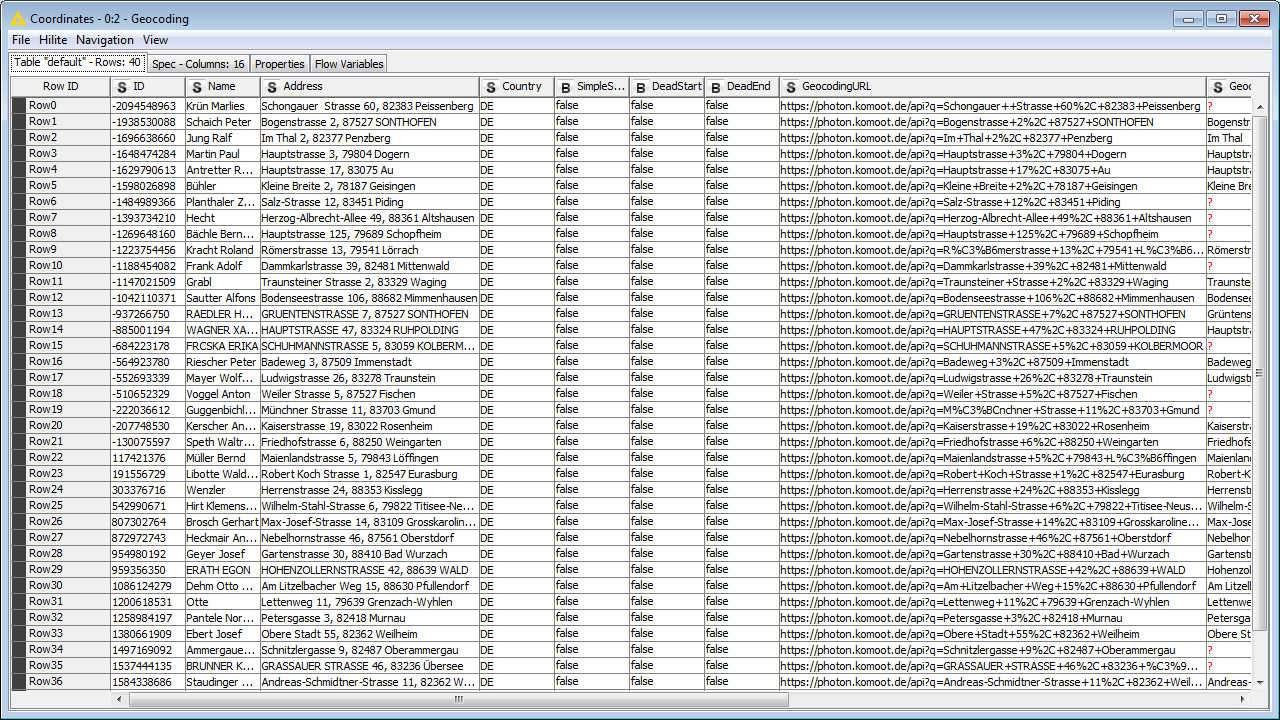 Coordinates - 0:2 - Geocoding
File Hilite Navigation View
Table "default" - Rows: 40 Spec - Columns: 16 Properties Flow Variables
Row ID S ID S Name S Address S Country B SimpleS... B DeadStart B DeadEnd S GeocodingURL S Geoc
Row0 -2094548963 Krün Marlies Schongauer Strasse 60, 82383 Peissenberg DE false false false https://photon.komoot.de/api?q=Schongauer++Strasse+60%2C+82383+Peissenberg ?
Row1 -1938530088 Schaich Peter Bogenstrasse 2, 87527 SONTHOFEN DE false false false https://photon.komoot.de/api?q=Bogenstrasse+2%2C+87527+SONTHOFEN Bogenstr
Row2 -1696638660 Jung Ralf Im Thal 2, 82377 Penzberg DE false false false https://photon.komoot.de/api?q=Im+Thal+2%2C+82377+Penzberg Im Thal
Row3 -1648474284 Martin Paul Hauptstrasse 3, 79804 Dogern DE false false false https://photon.komoot.de/api?q=Hauptstrasse+3%2C+79804+Dogern Hauptstra
Row4 -1629790613 Antretter R... Hauptstrasse 17, 83075 Au DE false false false https://photon.komoot.de/api?q=Hauptstrasse+17%2C+83075+Au Hauptstra
Row5 -1598026898 Bühler Kleine Breite 2, 78187 Geisingen DE false false false https://photon.komoot.de/api?q=Kleine+Breite+2%2C+78187+Geisingen Kleine Bre
Row6 -1484989366 Planthaler Z... Salz-Strasse 12, 83451 Piding DE false false false https://photon.komoot.de/api?q=Salz-Strasse+12%2C+83451+Piding ?
Row7 -1393734210 Hecht Herzog-Albrecht-Allee 49, 88361 Altshausen DE false false false https://photon.komoot.de/api?q=Herzog-Albrecht-Allee+49%2C+88361+Altshausen ?
Row8 -1269648160 Bächle Bern... Hauptstrasse 125, 79689 Schopfheim DE false false false https://photon.komoot.de/api?q=Hauptstrasse+125%2C+79689+Schopfheim ?
Row9 -1223754456 Kracht Roland Römerstrasse 13, 79541 Lörrach DE false false false https://photon.komoot.de/api?q=R%C3%B6merstrasse+13%2C+79541+L%C3%B6... Römerstr
Row10 -1188454082 Frank Adolf Dammkarlstrasse 39, 82481 Mittenwald DE false false false https://photon.komoot.de/api?q=Dammkarlstrasse+39%2C+82481+Mittenwald ?
Row11 -1147021509 Grabl Traunsteiner Strasse 2, 83329 Waging DE false false false https://photon.komoot.de/api?q=Traunsteiner+Strasse+2%2C+83329+Waging Traunste
Row12 -1042110371 Sautter Alfons Bodenseestrasse 106, 88682 Mimmenhausen DE false false false https://photon.komoot.de/api?q=Bodenseestrasse+106%2C+88682+Mimmenhausen Bodensee
Row13 -937266750 RAEDLER H... GRUENTENSTRASSE 7, 87527 SONTHOFEN DE false false false https://photon.komoot.de/api?q=GRUENTENSTRASSE+7%2C+87527+SONTHOFEN Grüntens
Row14 -885001194 WAGNER XA... HAUPTSTRASSE 47, 83324 RUHPOLDING DE false false false https://photon.komoot.de/api?q=HAUPTSTRASSE+47%2C+83324+RUHPOLDING Hauptstr
Row15 -684223178 FRCSKA ERIKA SCHUHMANNSTRASSE 5, 83059 KOLBERM... DE false false false https://photon.komoot.de/api?q=SCHUHMANNSTRASSE+5%2C+83059+KOLBERMOOR ?
Row16 -564923780 Riescher Peter Badeweg 3, 87509 Immenstadt DE false false false https://photon.komoot.de/api?q=Badeweg+3%2C+87509+Immenstadt Badeweg
Row17 -552693339 Mayer Wolf... Ludwigstrasse 26, 83278 Traunstein DE false false false https://photon.komoot.de/api?q=Ludwigstrasse+26%2C+83278+Traunstein Ludwigst
Row18 -510652329 Voggel Anton Weiler Strasse 5, 87527 Fischen DE false false false https://photon.komoot.de/api?q=Weiler+Strasse+5%2C+87527+Fischen ?
Row19 -222036612 Guggenbichl... Münchner Strasse 11, 83703 Gmund DE false false false https://photon.komoot.de/api?q=M%C3%BCnchner+Strasse+11%2C+83703+Gmund ?
Row20 -207748530 Kerscher An... Kaiserstrasse 19, 83022 Rosenheim DE false false false https://photon.komoot.de/api?q=Kaiserstrasse+19%2C+83022+Rosenheim Kaiserstra
Row21 -130075597 Speth Waltr... Friedhofstrasse 6, 88250 Weingarten DE false false false https://photon.komoot.de/api?q=Friedhofstrasse+6%2C+88250+Weingarten Friedhofs
Row22 117421376 Müller Bernd Maienlandstrasse 5, 79843 Löffingen DE false false false https://photon.komoot.de/api?q=Maienlandstrasse+5%2C+79843+L%C3%B6ffingen Maienland
Row23 191556729 Libotte Wald... Robert Koch Strasse 1, 82547 Eurasburg DE false false false https://photon.komoot.de/api?q=Robert+Koch+Strasse+1%2C+82547+Eurasburg Robert-K
Row24 303376716 Wenzler Herrenstrasse 24, 88353 Kisslegg DE false false false https://photon.komoot.de/api?q=Herrenstrasse+24%2C+88353+Kisslegg Herrenstr
Row25 542990671 Hirt Klemens... Wilhelm-Stahl-Strasse 6, 79822 Titisee-Neu... DE false false false https://photon.komoot.de/api?q=Wilhelm-Stahl-Strasse+6%2C+79822+Titisee-Neus... Wilhelm-S
Row26 807302764 Brosch Gerhart Max-Josef-Strasse 14, 83109 Grosskarolin... DE false false false https://photon.komoot.de/api?q=Max-Josef-Strasse+14%2C+83109+Grosskaroline... Max-Jose
Row27 872972743 Heckmair An... Nebelhornstrasse 46, 87561 Oberstdorf DE false false false https://photon.komoot.de/api?q=Nebelhornstrasse+46%2C+87561+Oberstdorf Nebelhor
Row28 954980192 Geyer Josef Gartenstrasse 30, 88410 Bad Wurzach DE false false false https://photon.komoot.de/api?q=Gartenstrasse+30%2C+88410+Bad+Wurzach Gartenstr
Row29 959356350 ERATH EGON HOHENZOLLERNSTRASSE 42, 88639 WALD DE false false false https://photon.komoot.de/api?q=HOHENZOLLERNSTRASSE+42%2C+88639+WALD Hohenzol
Row30 1086124279 Dehm Otto ... Am Litzelbacher Weg 15, 88630 Pfullendorf DE false false false https://photon.komoot.de/api?q=Am+Litzelbacher+Weg+15%2C+88630+Pfullendorf Am Litzel
Row31 1200618531 Otte Lettenweg 11, 79639 Grenzach-Wyhlen DE false false false https://photon.komoot.de/api?q=Lettenweg+11%2C+79639+Grenzach-Wyhlen Lettenwe
Row32 1258984197 Pantele Nor... Petersgasse 3, 82418 Murnau DE false false false https://photon.komoot.de/api?q=Petersgasse+3%2C+82418+Murnau Petersga
Row33 1380661909 Ebert Josef Obere Stadt 55, 82362 Weilheim DE false false false https://photon.komoot.de/api?q=Obere+Stadt+55%2C+82362+Weilheim Obere St
Row34 1497169092 Ammergaue... Schnitzlergasse 9, 82487 Oberammergau DE false false false https://photon.komoot.de/api?q=Schnitzlergasse+9%2C+82487+Oberammergau ?
Row35 1537444135 BRUNNER K... GRASSAUER STRASSE 46, 83236 Übersee DE false false false https://photon.komoot.de/api?q=GRASSAUER+STRASSE+46%2C+83236+%C3%9... ?
Row36 1584338686 Staudinger ... Andreas-Schmidtner-Strasse 11, 82362 W... DE false false false https://photon.komoot.de/api?q=Andreas-Schmidtner-Strasse+11%2C+82362+Weil... Andreas-